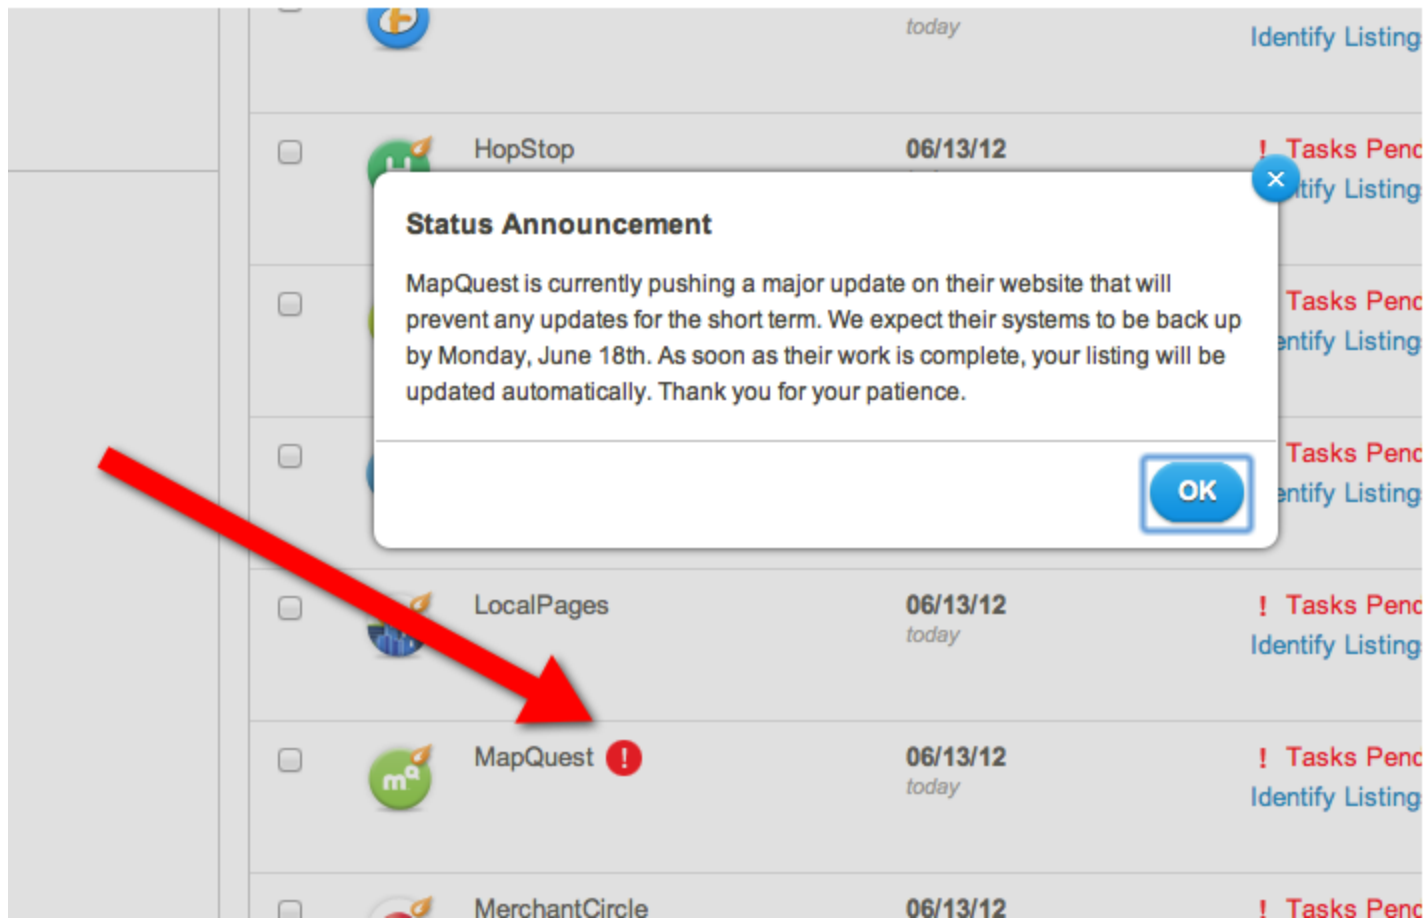 today
Identify Listing
HopStop
06/13/12
! Tasks Pend
tify Listing
Status Announcement
MapQuest is currently pushing a major update on their website that will
prevent any updates for the short term. We expect their systems to be back up
by Monday, June 18th. As soon as their work is complete, your listing will be
updated automatically. Thank you for your patience.
Tasks Pend
entify Listing
Tasks Pend
entify Listing
OK
LocalPages
06/13/12
! Tasks Pend
today
Identify Listing
MapQuest !
06/13/12
! Tasks Pend
mq
today
Identify Listing
MerchantCircle
06/13/12
! Tasks Pend